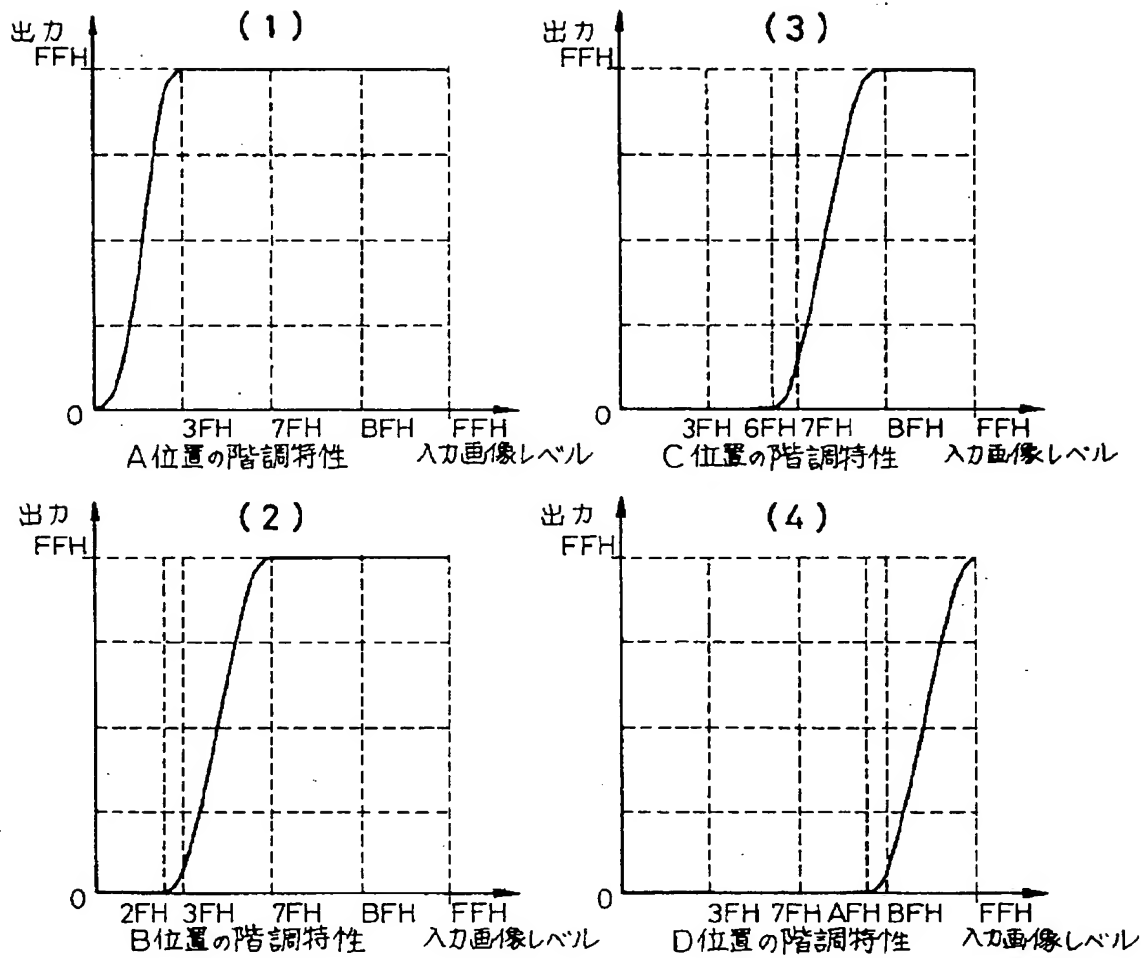 (1)
出力
FFH
0
3FH 7FH BFH FFH
A位置の階調特性 入力画像レベル
(3)
出力
FFH
0
3FH 6FH 7FH BFH FFH
C位置の階調特性 入力画像レベル
(2)
出力
FFH
0
2FH 3FH 7FH BFH FFH
B位置の階調特性 入力画像レベル
(4)
出力
FFH
0
3FH 7FH AFH BFH FFH
D位置の階調特性 入力画像レベル